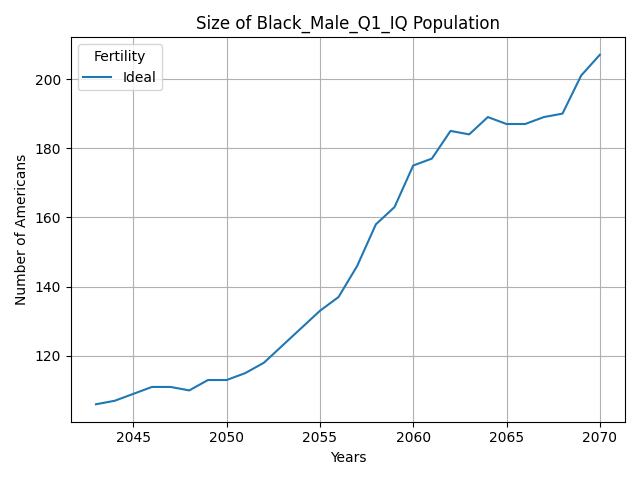 Size of Black_Male_Q1_IQ Population
Fertility
Ideal
Number of Americans
200
180
160
140
120
2045 2050 2055 2060 2065 2070
Years